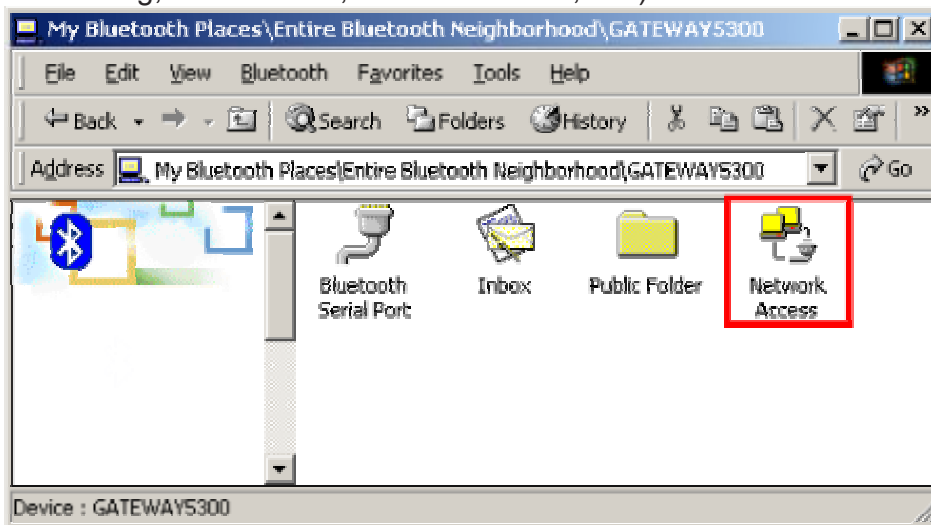 My Bluetooth Places\Entire Bluetooth Neighborhood\GATEWAY5300
File Edit View Bluetooth Favorites Tools Help
Back Search Folders History »
Address My Bluetooth Places\Entire Bluetooth Neighborhood\GATEWAY5300 Go
Bluetooth Serial Port
Inbox
Public Folder
Network Access
Device : GATEWAY5300